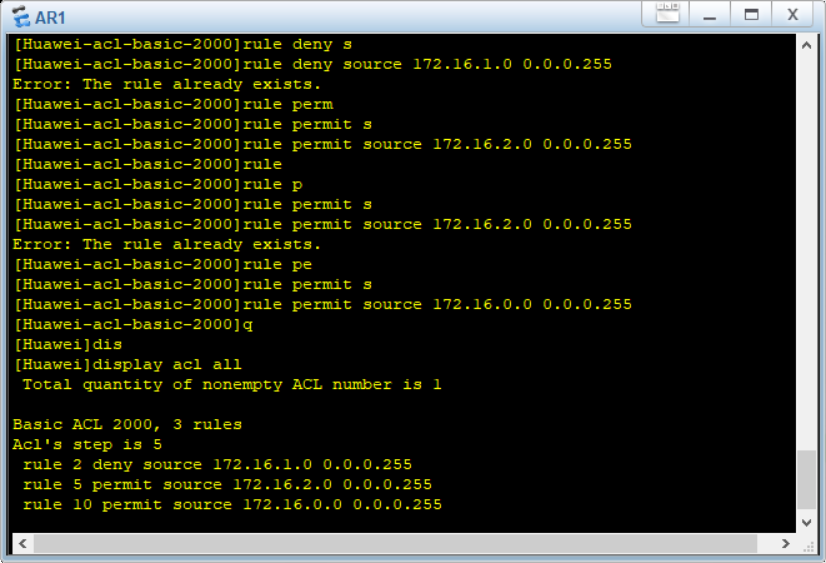 AR1
[Huawei-acl-basic-2000]rule deny s
[Huawei-acl-basic-2000]rule deny source 172.16.1.0 0.0.0.255
Error: The rule already exists.
[Huawei-acl-basic-2000]rule perm
[Huawei-acl-basic-2000]rule permit s
[Huawei-acl-basic-2000]rule permit source 172.16.2.0 0.0.0.255
[Huawei-acl-basic-2000]rule
[Huawei-acl-basic-2000]rule p
[Huawei-acl-basic-2000]rule permit s
[Huawei-acl-basic-2000]rule permit source 172.16.2.0 0.0.0.255
Error: The rule already exists.
[Huawei-acl-basic-2000]rule pe
[Huawei-acl-basic-2000]rule permit s
[Huawei-acl-basic-2000]rule permit source 172.16.0.0 0.0.0.255
[Huawei-acl-basic-2000]q
[Huawei]dis
[Huawei]display acl all
 Total quantity of nonempty ACL number is 1

Basic ACL 2000, 3 rules
Acl's step is 5
 rule 2 deny source 172.16.1.0 0.0.0.255
 rule 5 permit source 172.16.2.0 0.0.0.255
 rule 10 permit source 172.16.0.0 0.0.0.255